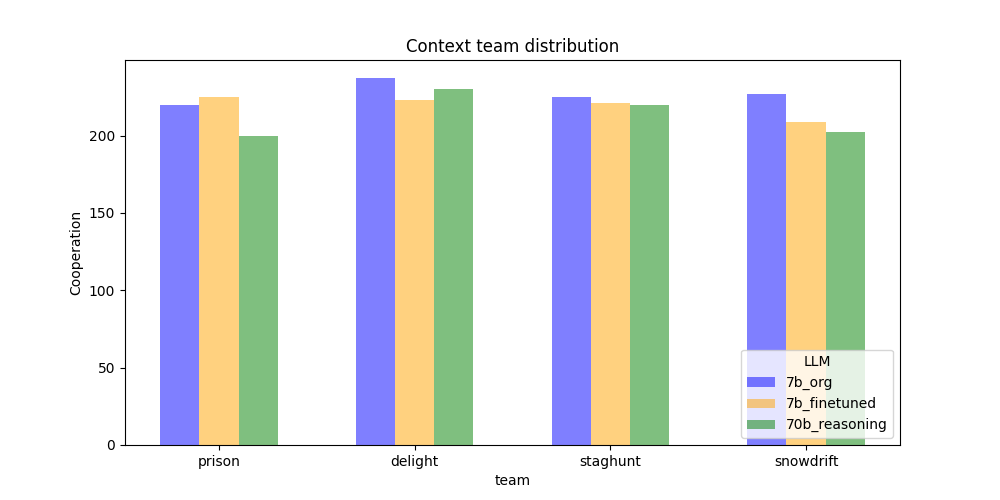 Context team distribution
Cooperation
200
150
100
50
0
prison delight staghunt snowdrift
team
LLM
7b_org
7b_finetuned
70b_reasoning